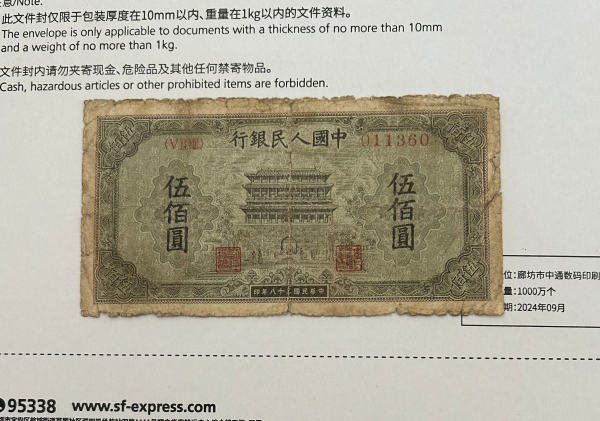 意/Note:
此文件封仅限于包装厚度在10mm以内、重量在1kg以内的文件资料。
The envelope is only applicable to documents with a thickness of no more than 10mm
and a weight of no more than 1kg.
文件封内请勿夹寄现金、危险品及其他任何禁寄物品。
Cash, hazardous articles or other prohibited items are forbidden.
行銀民人國中
011360
伍佰圓
伍佰圓
印年八十三國民華中
位:廊坊市中通数码印刷
量:1000万个
期:2024年09月
95338 www.sf-express.com